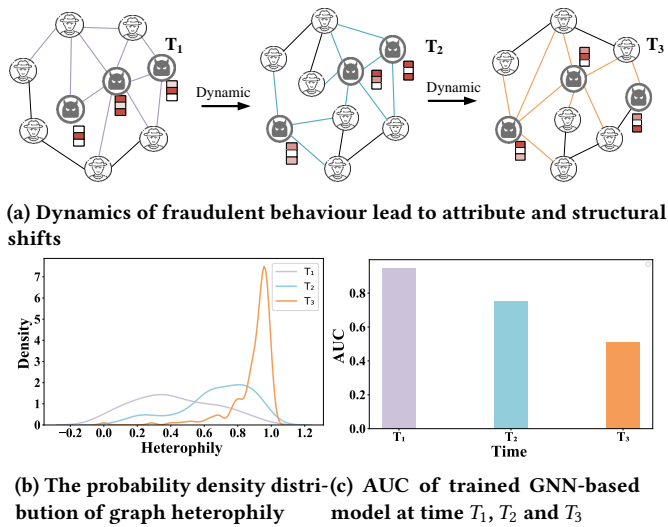 T₁
T₂
T₃
Dynamic
Dynamic
(a) Dynamics of fraudulent behaviour lead to attribute and structural
shifts
7
6
5
4
3
2
1
0
Density
T₁
T₂
T₃
−0.2 0.0 0.2 0.4 0.6 0.8 1.0 1.2
Heterophily
0.8
0.6
0.4
0.2
0.0
AUC
T₁ T₂ T₃
Time
(b) The probability density distri-
bution of graph heterophily
(c) AUC of trained GNN-based
model at time T₁, T₂ and T₃